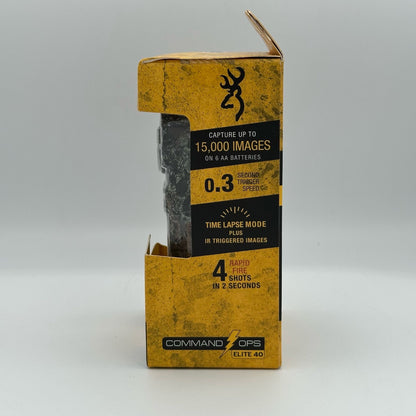 CAPTURE UP TO
15,000 IMAGES
ON 6 AA BATTERIES
0.3 SECOND
TRIGGER
SPEED
TIME LAPSE MODE
PLUS
IR TRIGGERED IMAGES
4 RAPID
FIRE
SHOTS
IN 2 SECONDS
COMMAND OPS
ELITE 40